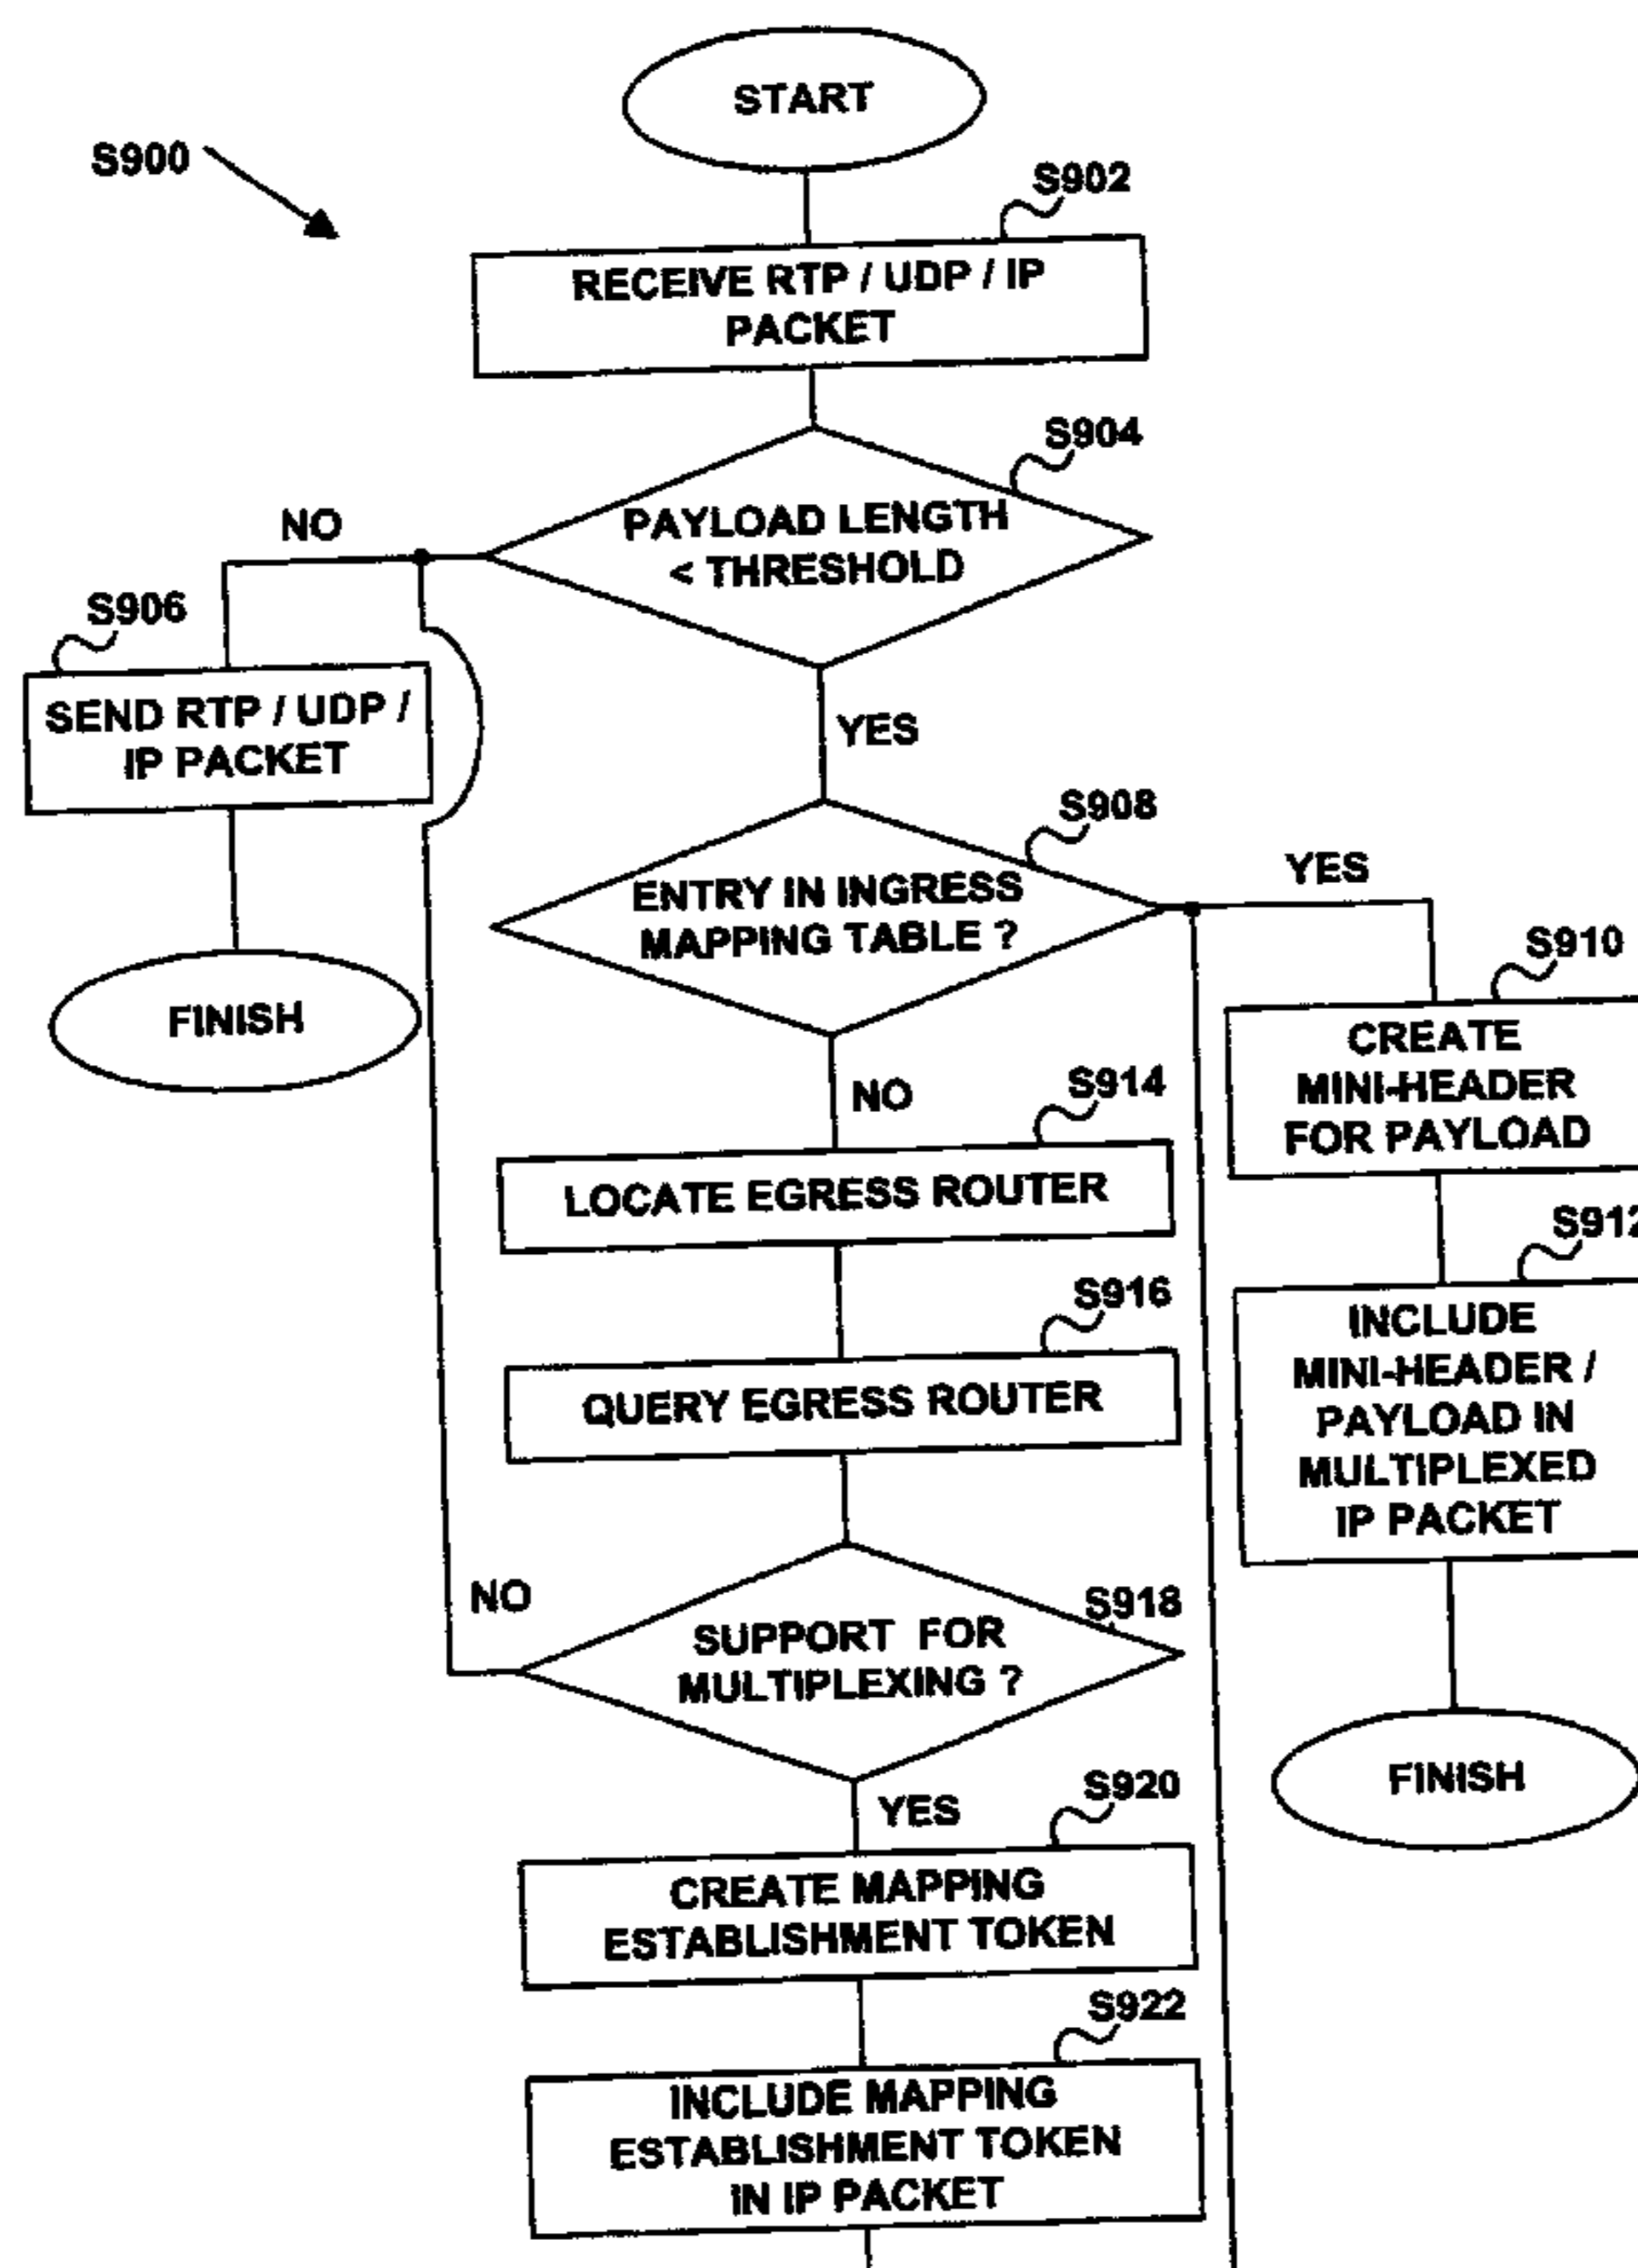 START
S900
S902
RECEIVE RTP / UDP / IP
PACKET
S904
PAYLOAD LENGTH
< THRESHOLD
NO
S906
SEND RTP / UDP /
IP PACKET
FINISH
YES
S908
ENTRY IN INGRESS
MAPPING TABLE ?
YES
S910
CREATE
MINI-HEADER
FOR PAYLOAD
NO
S914
LOCATE EGRESS ROUTER
S912
INCLUDE
MINI-HEADER /
PAYLOAD IN
MULTIPLEXED
IP PACKET
S916
QUERY EGRESS ROUTER
NO
S918
SUPPORT FOR
MULTIPLEXING ?
FINISH
YES
S920
CREATE MAPPING
ESTABLISHMENT TOKEN
S922
INCLUDE MAPPING
ESTABLISHMENT TOKEN
IN IP PACKET